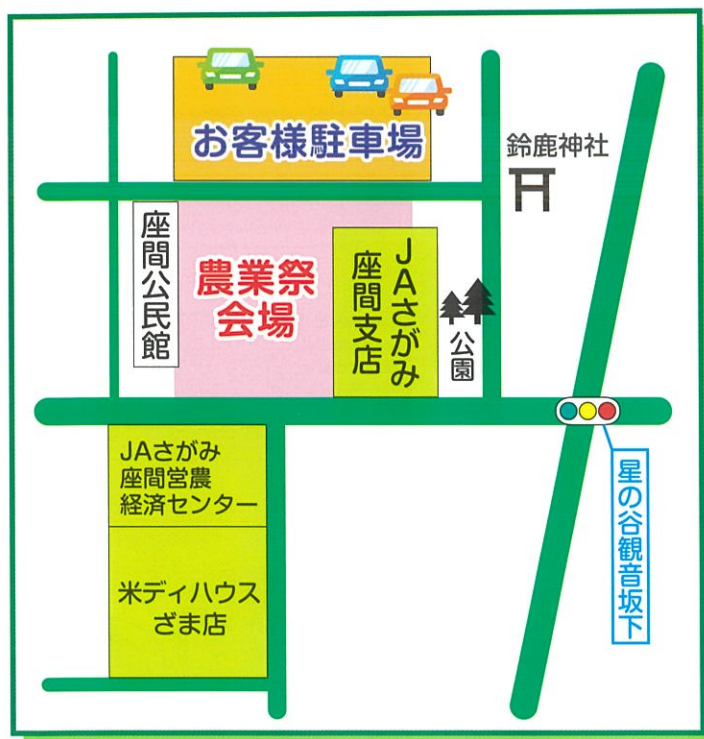 お客様駐車場
鈴鹿神社
座間公民館
農業祭
会場
JAさがみ
座間支店
公園
JAさがみ
座間営農
経済センター
米ディハウス
ざま店
星の谷観音坂下